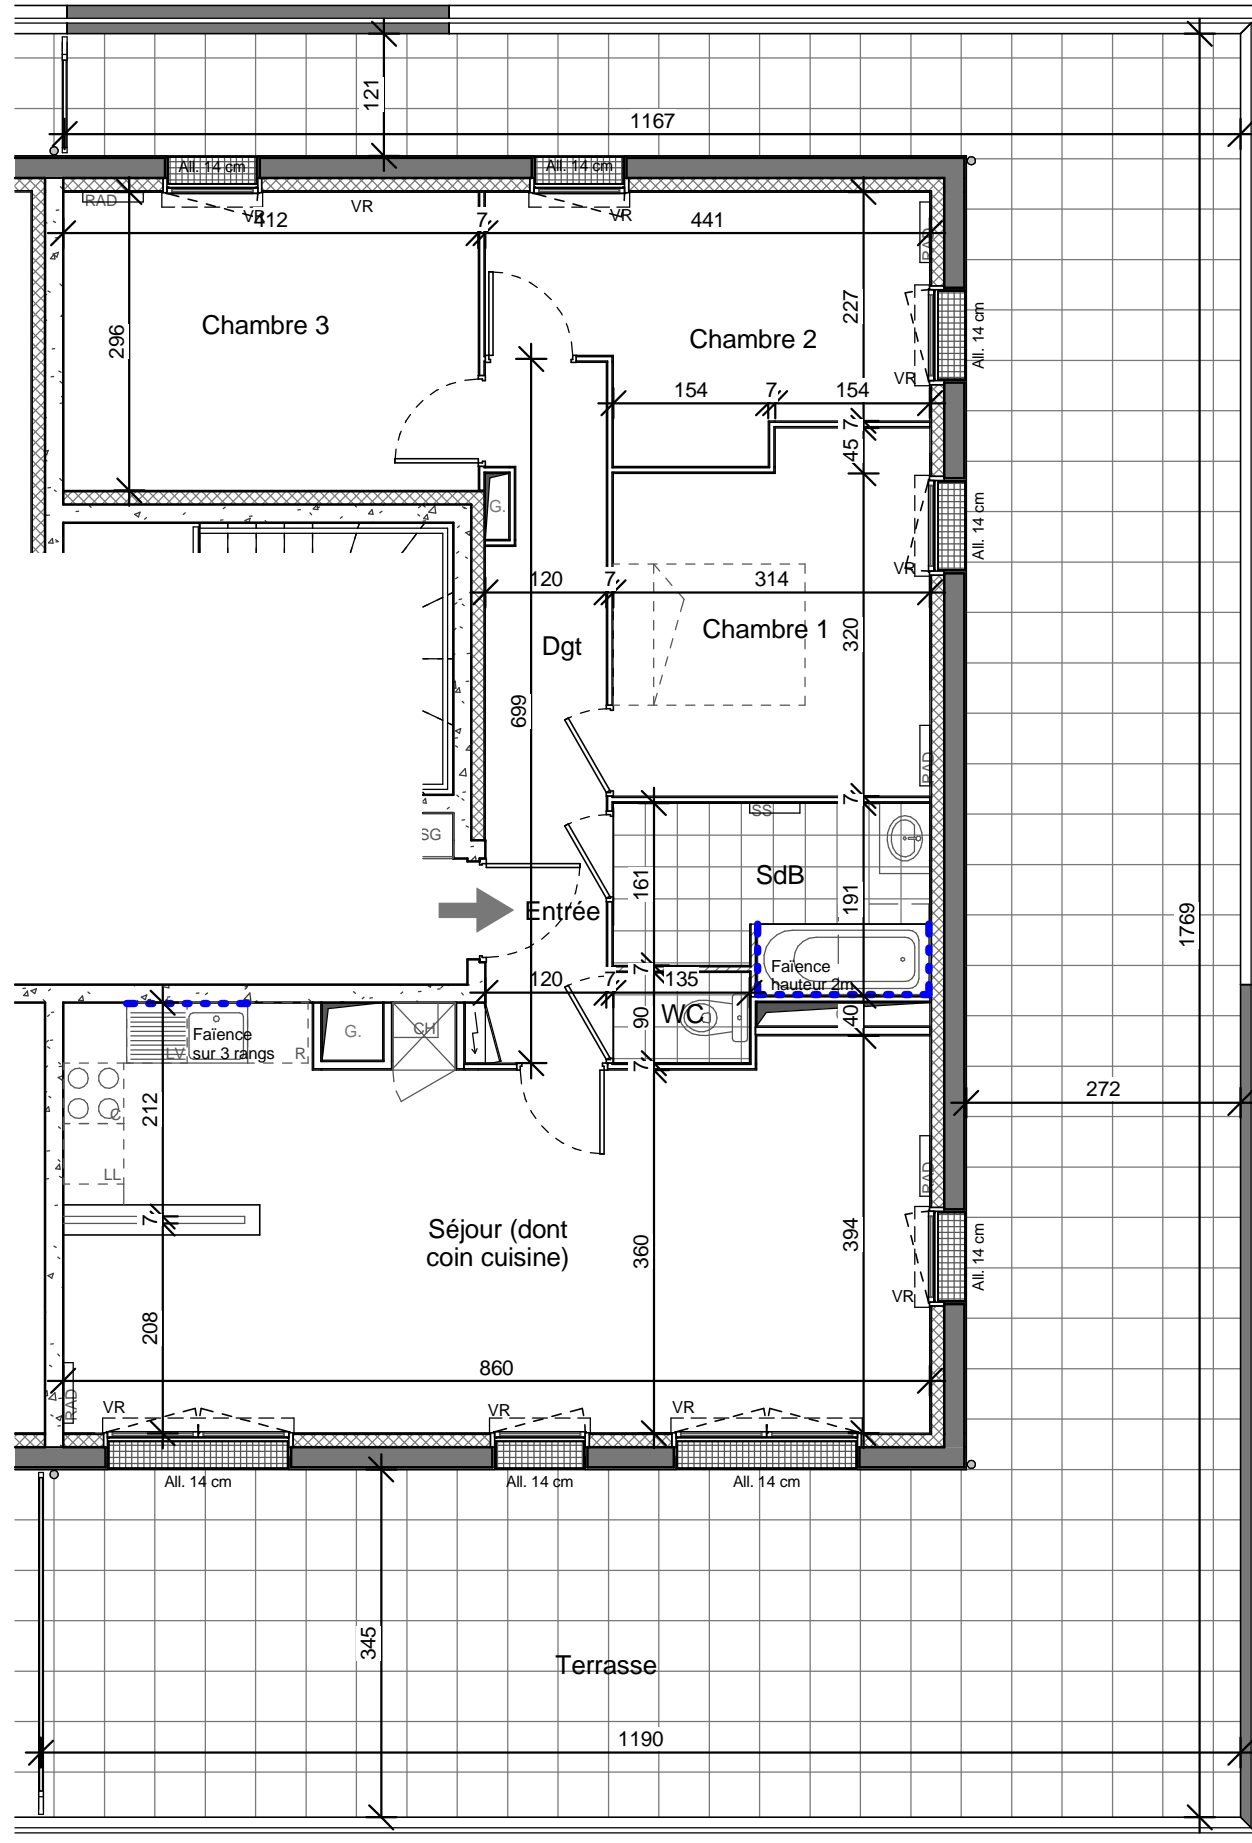 121
1167
All. 14 cm
All. 14 cm
RAD
VR
VR
VR
412
7
441
RAD
296
Chambre 3
227
Chambre 2
All. 14 cm
VR
154
7
154
7
45
G.
All. 14 cm
VR
120
7
314
Chambre 1
320
Dgt
699
RAD
7
SS
SG
SdB
161
191
Entrée
1769
Faïence
hauteur 2m
120
7
7
135
WC
90
40
7
Faïence
sur 3 rangs
LV
R
G.
CH
C
LL
212
272
RAD
7
Séjour (dont
coin cuisine)
360
394
All. 14 cm
VR
208
860
RAD
VR
VR
VR
All. 14 cm
All. 14 cm
All. 14 cm
345
Terrasse
1190